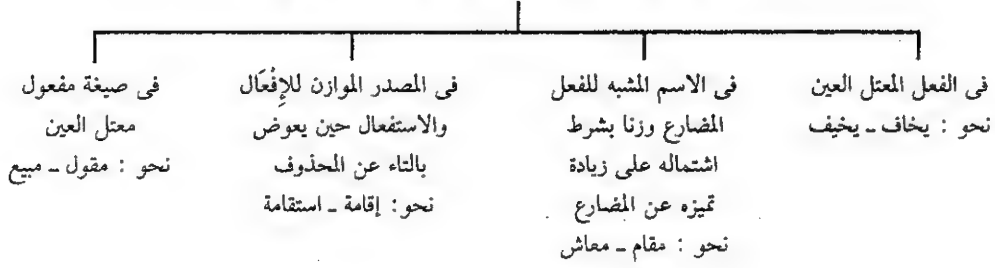 فى الفعل المعتل العين
نحو : يخاف ـ يخيف
فى الاسم المشبه للفعل
المضارع وزنا بشرط
اشتماله على زيادة
تميزه عن المضارع
نحو : مقام ـ معاش
فى المصدر الموازن للإِفْعَال
والاستفعال حين يعوض
بالتاء عن المحذوف
نحو : إقامة ـ استقامة
فى صيغة مفعول
معتل العين
نحو : مقول ـ مبيع